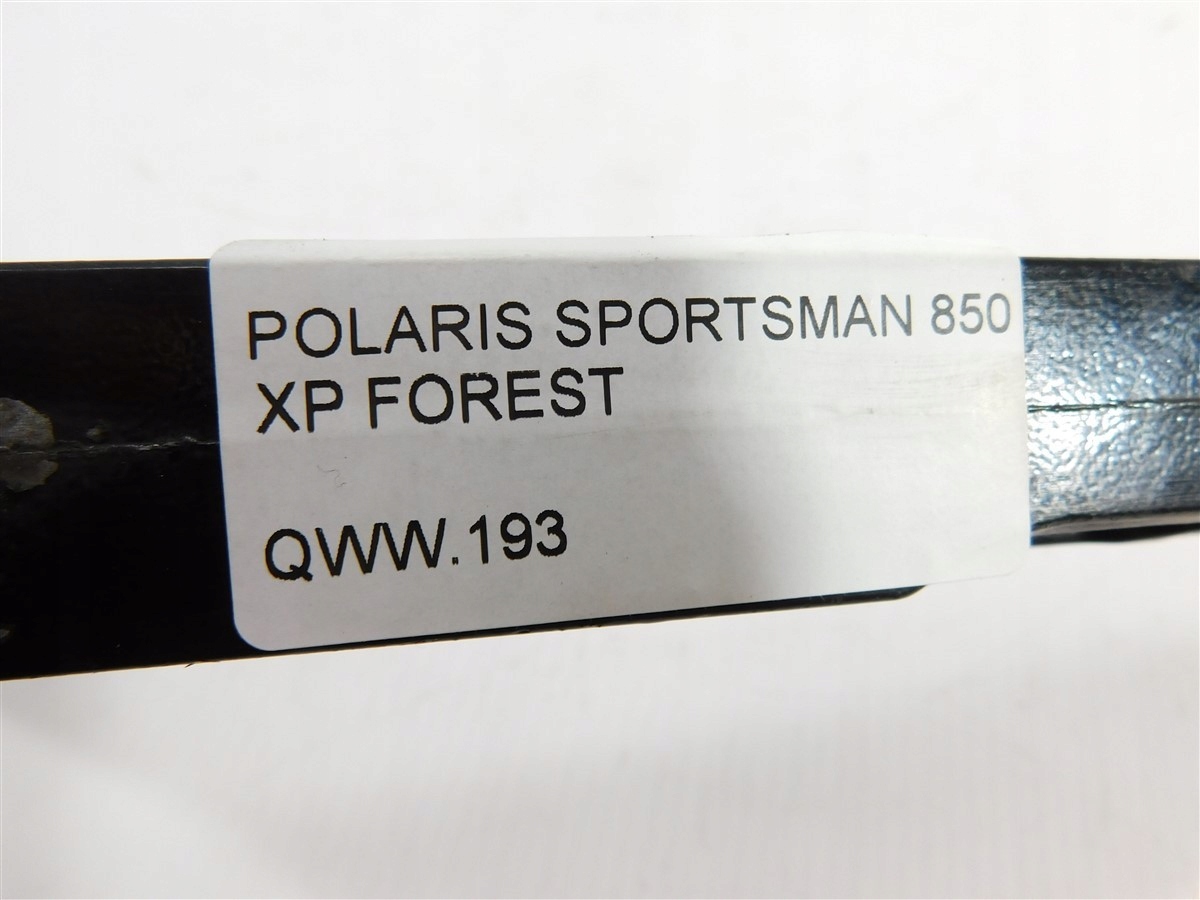 POLARIS SPORTSMAN 850
XP FOREST
QWW.193